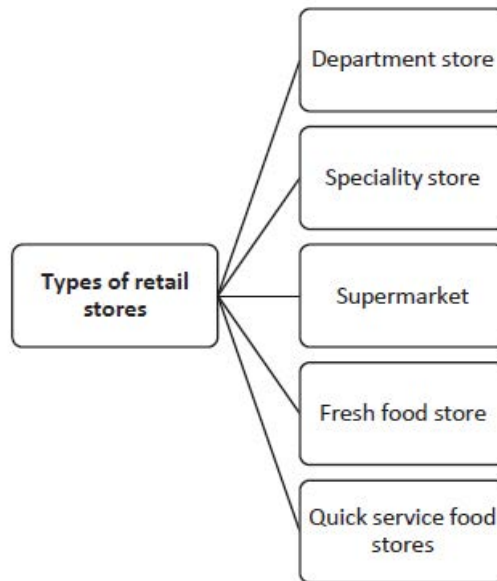 Department store
Speciality store
Types of retail
stores
Supermarket
Fresh food store
Quick service food
stores